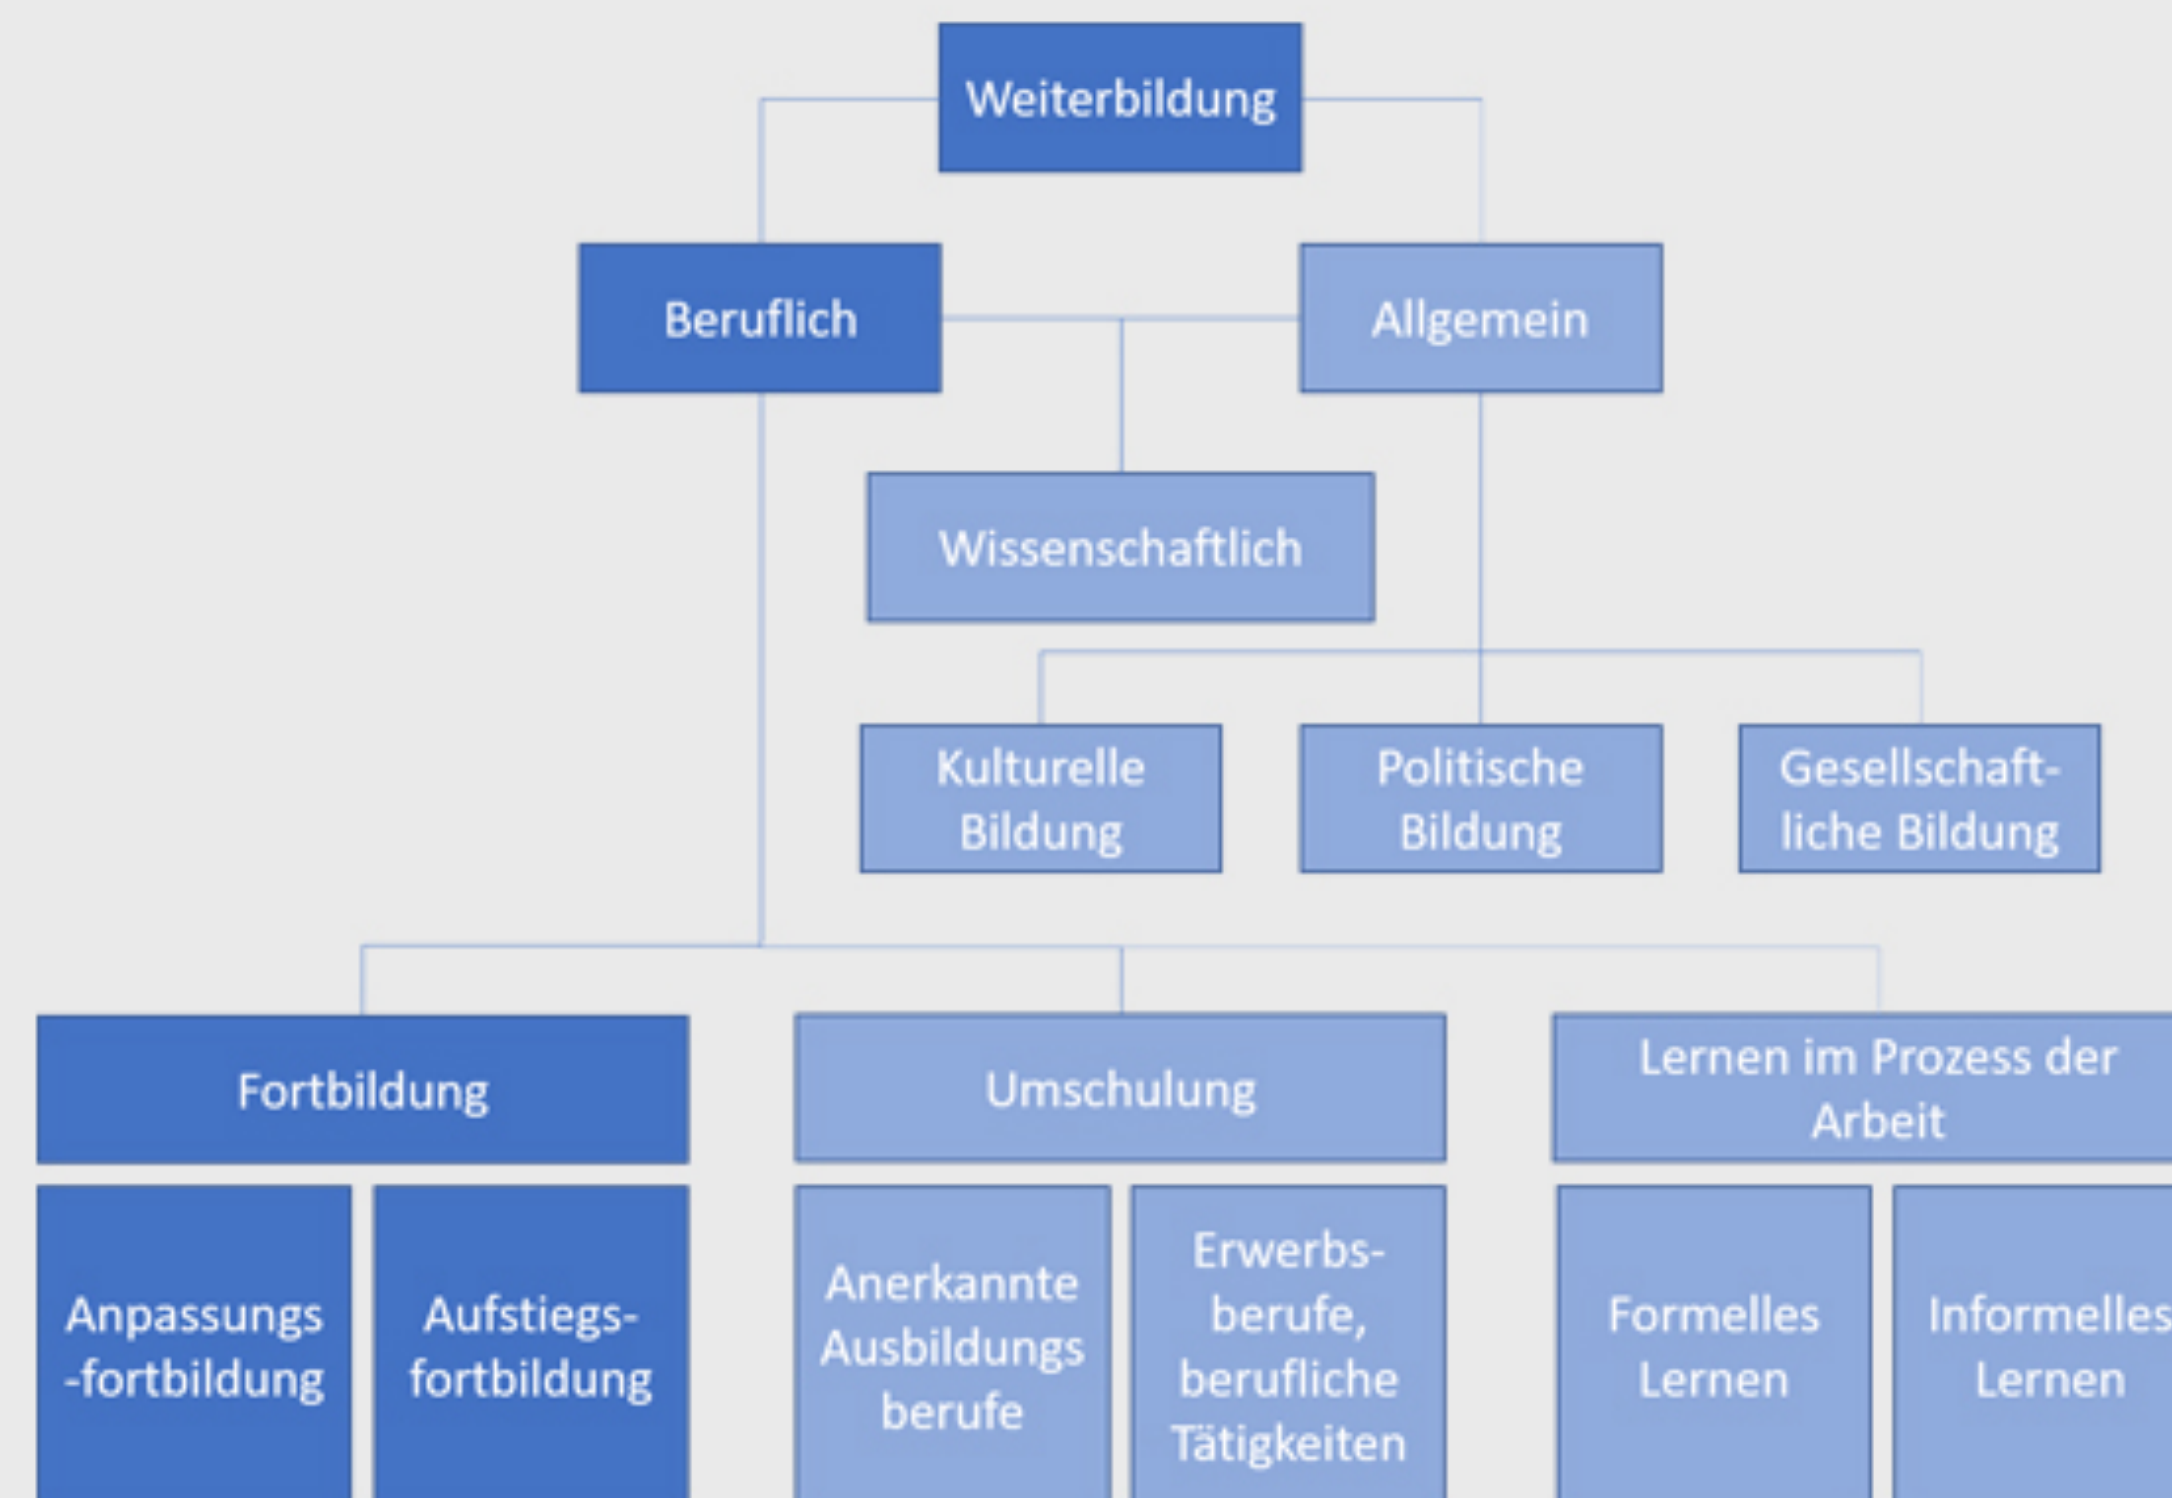 Weiterbildung
Beruflich
Allgemein
Wissenschaftlich
Kulturelle
Bildung
Politische
Bildung
Gesellschaft-
liche Bildung
Fortbildung
Umschulung
Lernen im Prozess der
Arbeit
Anpassungs
-fortbildung
Aufstiegs-
fortbildung
Anerkannte
Ausbildungs
berufe
Erwerbs-
berufe,
berufliche
Tätigkeiten
Formelles
Lernen
Informelles
Lernen